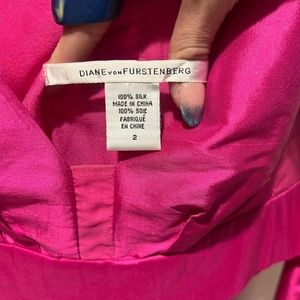 DIANE VON FURSTENBERG
100% SILK
MADE IN CHINA
100% SOIE
FABRIQUÉ
EN CHINE
2